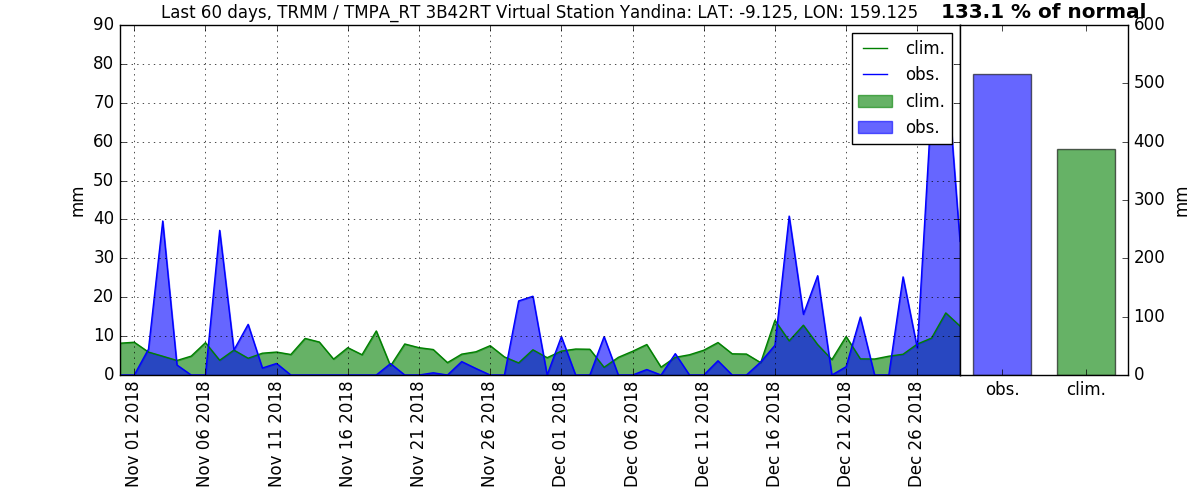 Last 60 days, TRMM / TMPA_RT 3B42RT Virtual Station Yandina: LAT: -9.125, LON: 159.125
133.1 % of normal
90
80
70
60
50
40
30
20
10
0
mm
clim.
obs.
clim.
obs.
600
500
400
300
200
100
0
mm
obs.
clim.
Nov 01 2018
Nov 06 2018
Nov 11 2018
Nov 16 2018
Nov 21 2018
Nov 26 2018
Dec 01 2018
Dec 06 2018
Dec 11 2018
Dec 16 2018
Dec 21 2018
Dec 26 2018